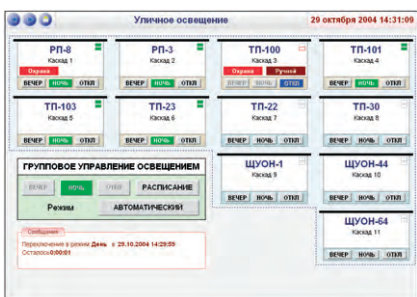 Уличное освещение
29 октября 2004 14:31:09
РП-8 РП-3 ТП-100 ТП-101
Каскад 1 Каскад 2 Каскад 3 Каскад 4
Охрана Охрана Ручной
ВЕЧЕР НОЧЬ ОТКЛ ВЕЧЕР НОЧЬ ОТКЛ ВЕЧЕР НОЧЬ ОТКЛ ВЕЧЕР НОЧЬ ОТКЛ
ТП-103 ТП-23 ТП-22 ТП-30
Каскад 5 Каскад 6 Каскад 7 Каскад 8
ВЕЧЕР НОЧЬ ОТКЛ ВЕЧЕР НОЧЬ ОТКЛ ВЕЧЕР НОЧЬ ОТКЛ ВЕЧЕР НОЧЬ ОТКЛ
ГРУППОВОЕ УПРАВЛЕНИЕ ОСВЕЩЕНИЕМ
ВЕЧЕР НОЧЬ ОТКЛ РАСПИСАНИЕ
Режим АВТОМАТИЧЕСКИЙ
ЩУОН-1 ЩУОН-44
Каскад 9 Каскад 10
ВЕЧЕР НОЧЬ ОТКЛ ВЕЧЕР НОЧЬ ОТКЛ
Сообщения
Переключение в режим День в 29.10.2004 14:29:59
Осталось 0:00:01
ЩУОН-64
Каскад 11
ВЕЧЕР НОЧЬ ОТКЛ